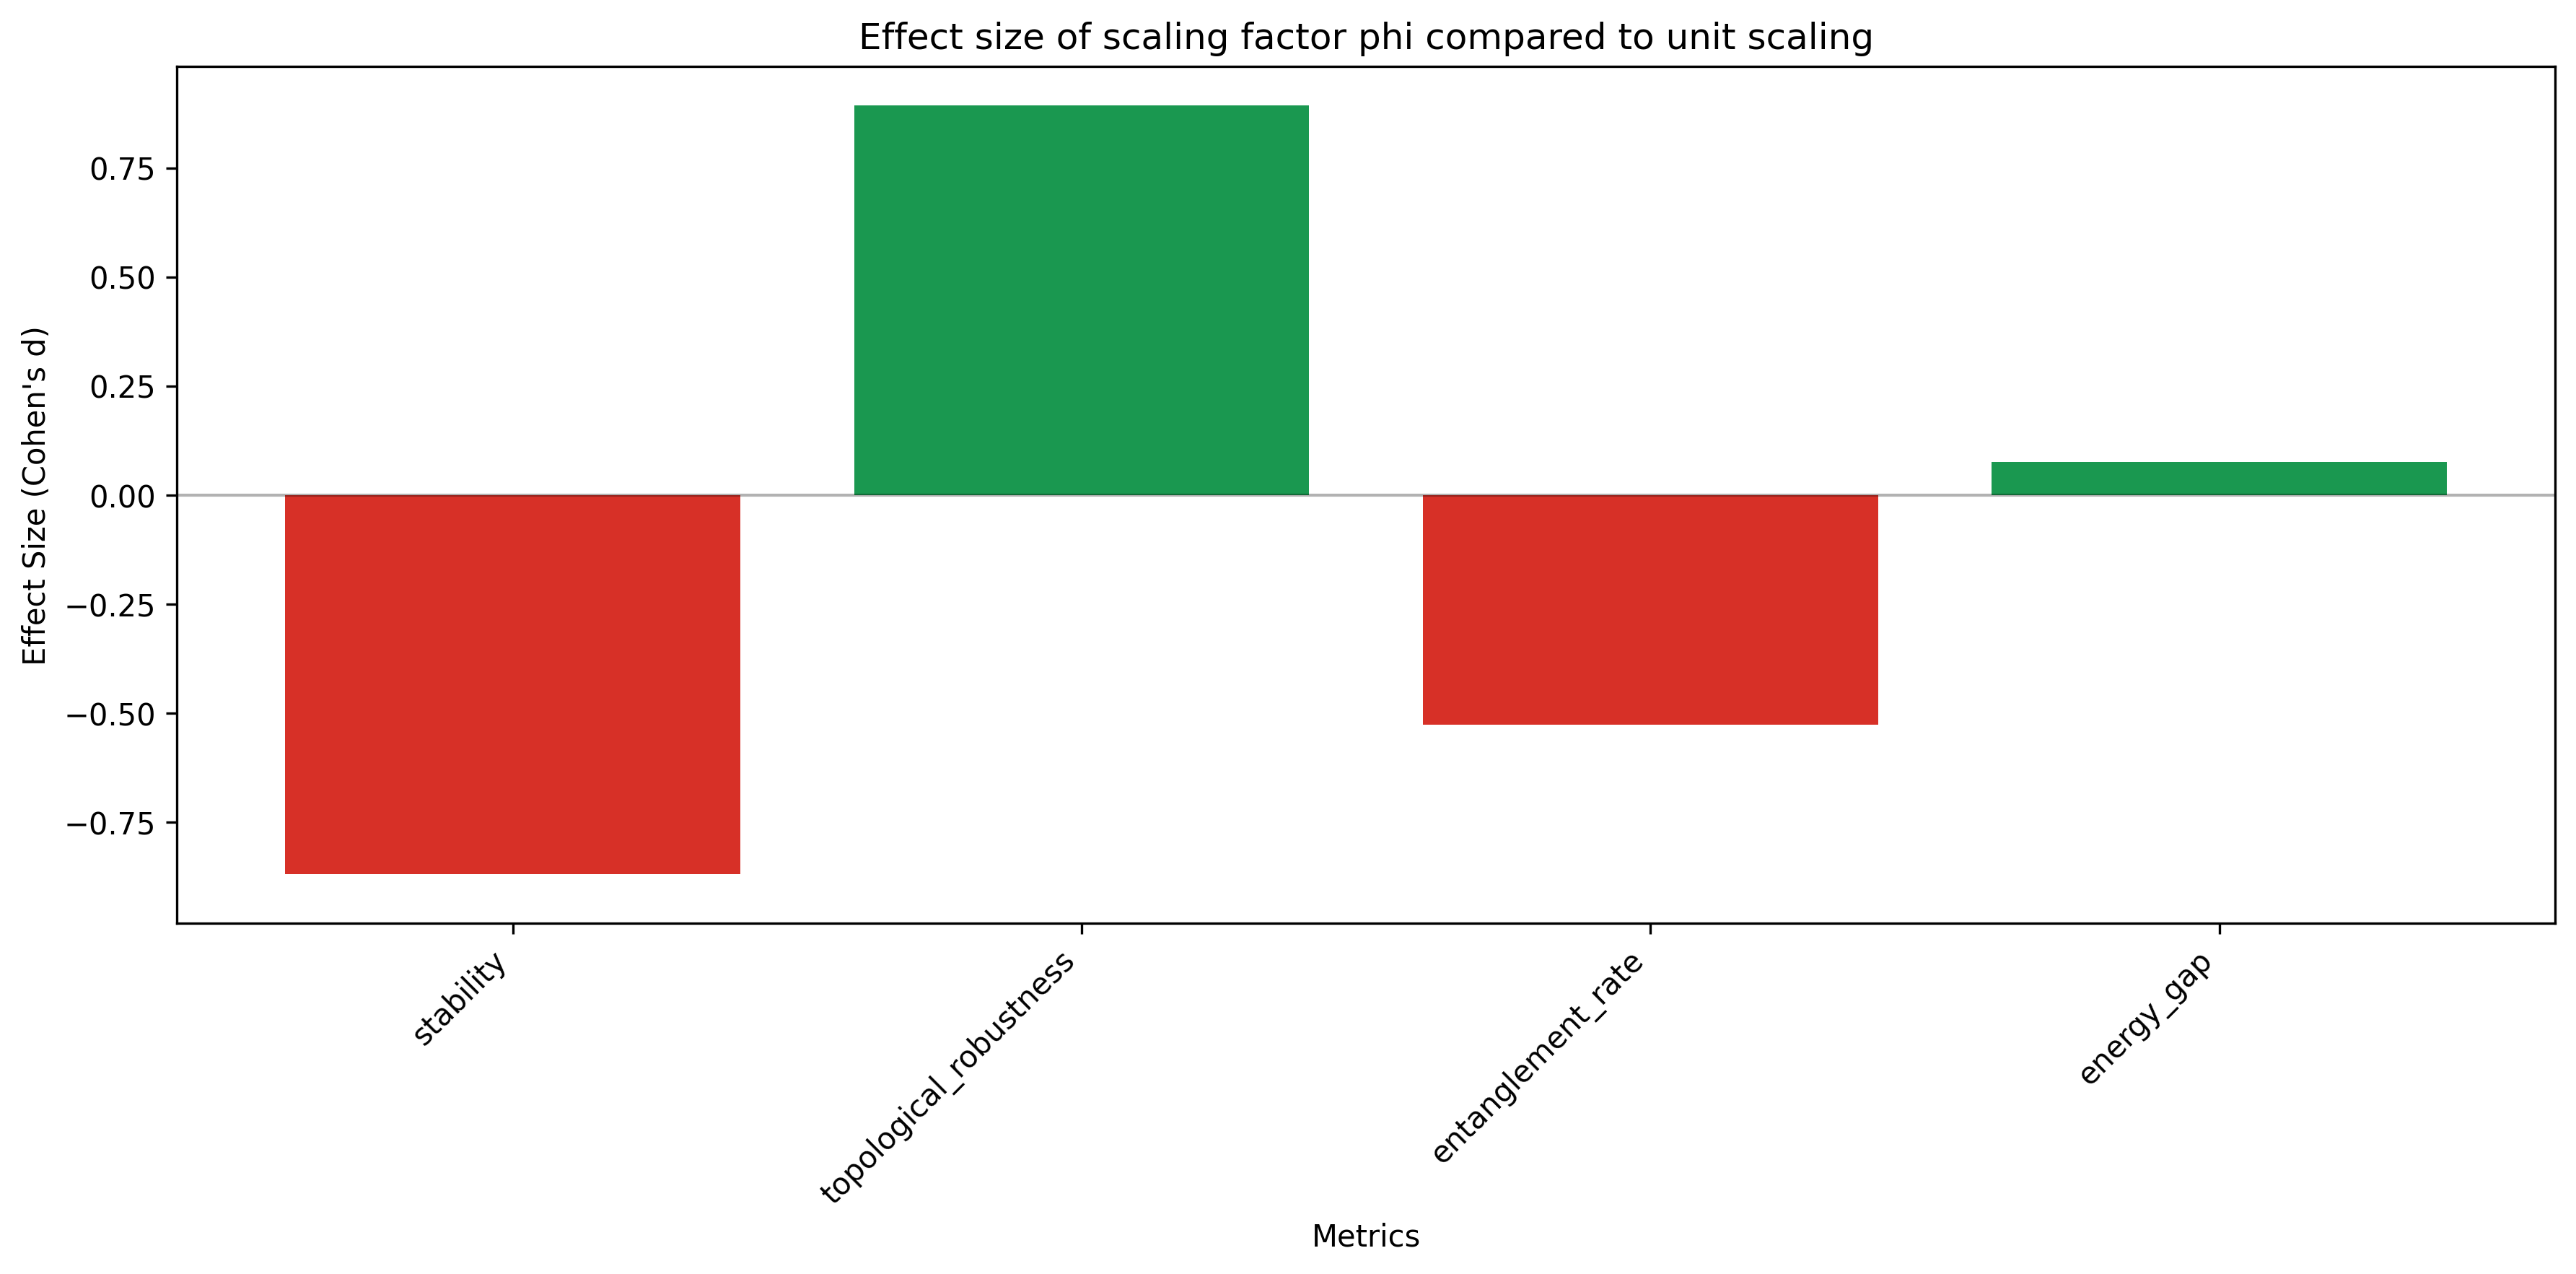 Effect size of scaling factor phi compared to unit scaling
Effect Size (Cohen's d)
0.75
0.50
0.25
0.00
−0.25
−0.50
−0.75
stability
topological_robustness
entanglement_rate
energy_gap
Metrics